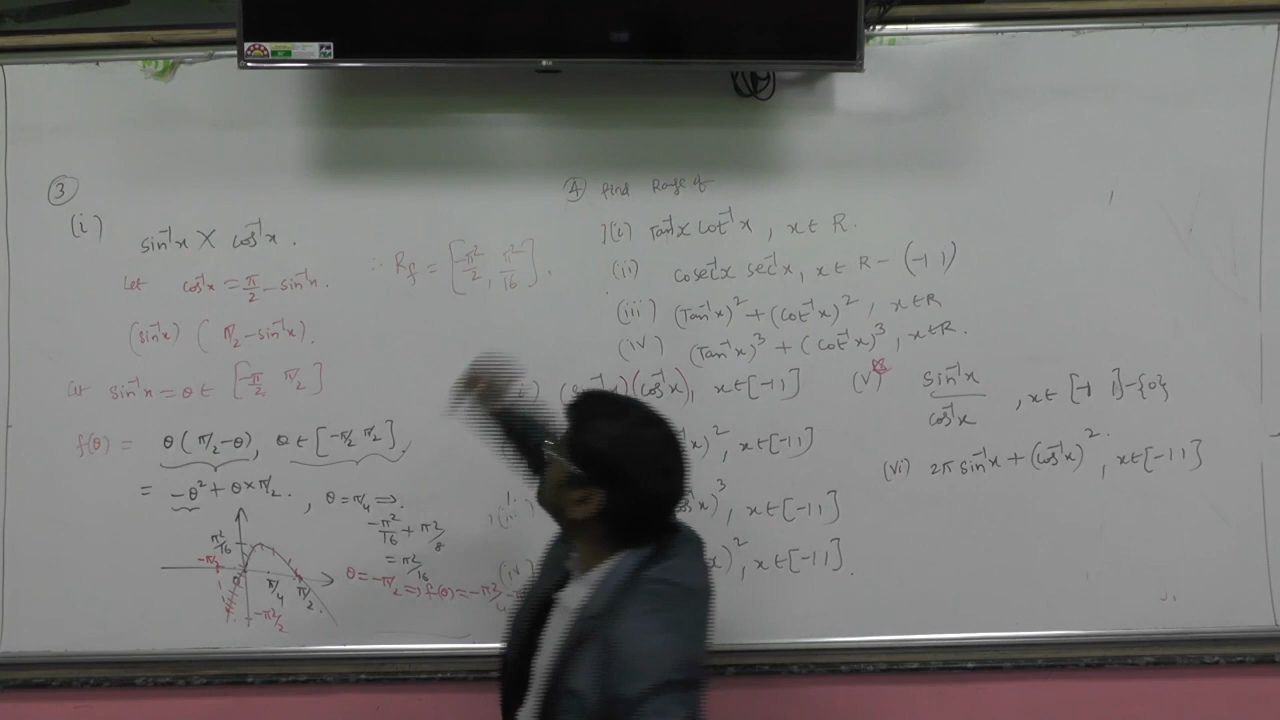 ③
(i)
sin⁻¹x X cos⁻¹x.
Let cos⁻¹x = π/2 - sin⁻¹x.
(sin⁻¹x) ( π/2 - sin⁻¹x).
Let sin⁻¹x = θ ∈ [-π/2 π/2]
f(θ) = θ(π/2 - θ), θ ∈ [-π/2 π/2],
= -θ² + θ×π/2. , θ = π/4 ⇒.
-π²/16 + π²/8
= π²/16
θ = -π/2 ⇒ f(θ) =
π²/16
-π/2
0
π/4
π/2
-π²/2
∴ R_f = [-π²/2, π²/16].
④ Find Range of
(i) Tan⁻¹x cot⁻¹x, x ∈ R.
(ii) cosec⁻¹x sec⁻¹x, x ∈ R - (-1 1)
(iii) (Tan⁻¹x)² + (cot⁻¹x)², x ∈ R
(iv) (Tan⁻¹x)³ + (cot⁻¹x)³, x ∈ R.
(cos⁻¹x), x ∈ [-1 1]
x)², x ∈ [-1 1]
x)³, x ∈ [-1 1]
(iv)
x)², x ∈ [-1 1].
(v) sin⁻¹x/cos⁻¹x, x ∈ [-1 1] - {0}
(vi) 2π sin⁻¹x + (cos⁻¹x)², x ∈ [-1 1]
LG